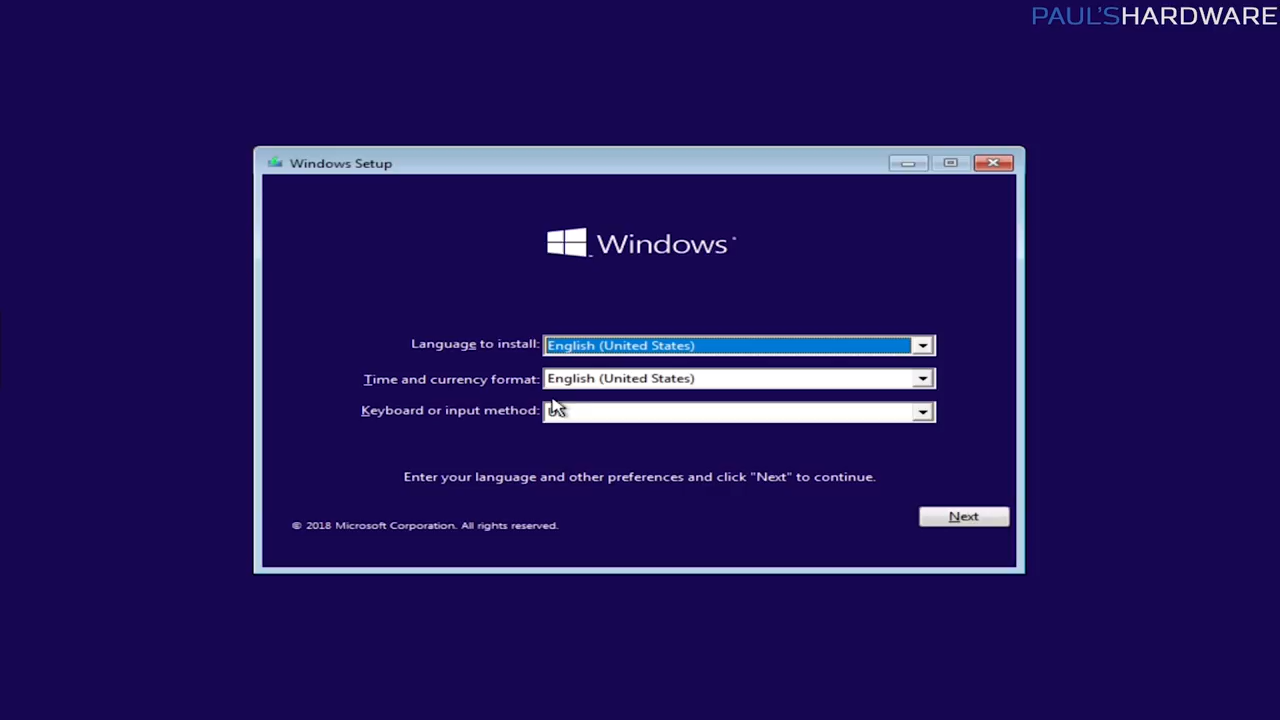 PAUL'SHARDWARE
Windows Setup
Windows
Language to install: English (United States)
Time and currency format: English (United States)
Keyboard or input method:
Enter your language and other preferences and click "Next" to continue.
Next
© 2018 Microsoft Corporation. All rights reserved.